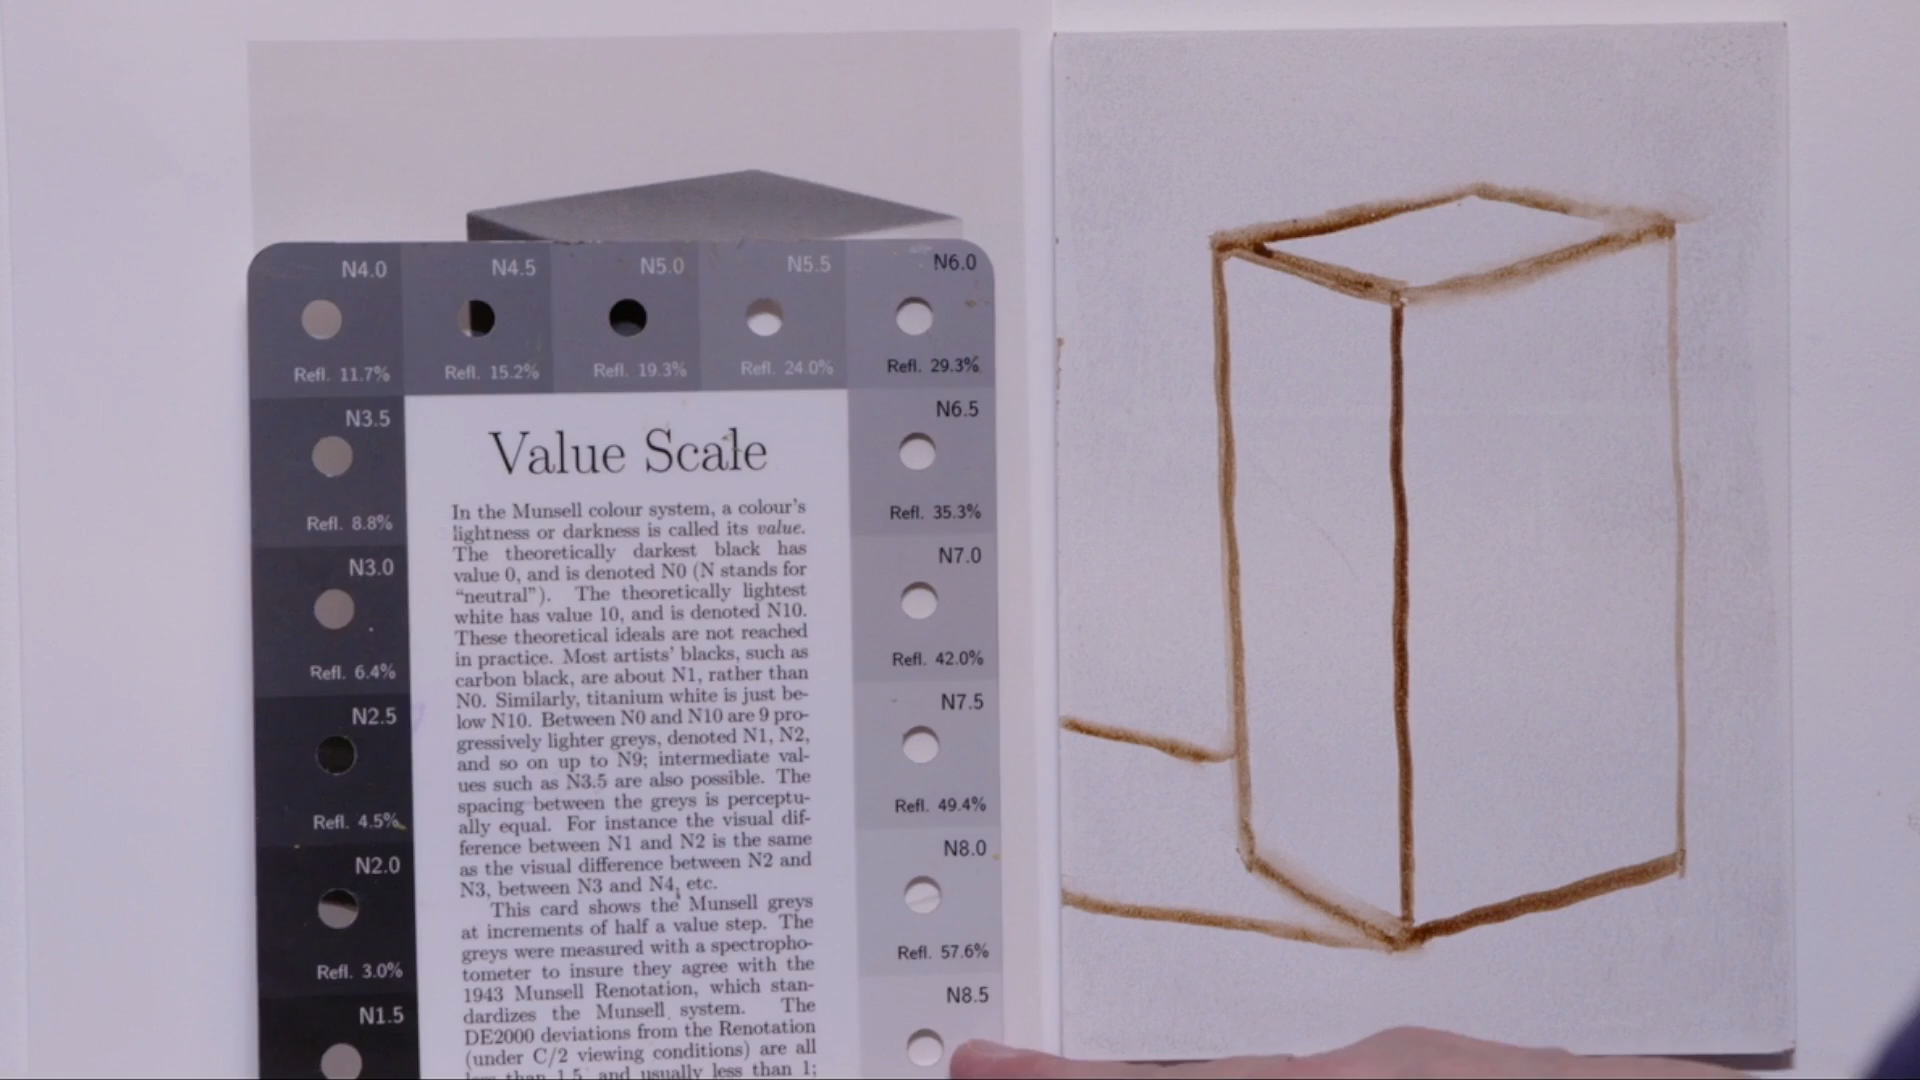 N4.0 N4.5 N5.0 N5.5 N6.0
Refl. 11.7% Refl. 15.2% Refl. 19.3% Refl. 24.0% Refl. 29.3%
N3.5
Refl. 8.8%
N3.0
Refl. 6.4%
N2.5
Refl. 4.5%
N2.0
Refl. 3.0%
N1.5
Value Scale
In the Munsell colour system, a colour's
lightness or darkness is called its value.
The theoretically darkest black has
value 0, and is denoted N0 (N stands for
“neutral”). The theoretically lightest
white has value 10, and is denoted N10.
These theoretical ideals are not reached
in practice. Most artists' blacks, such as
carbon black, are about N1, rather than
N0. Similarly, titanium white is just be-
low N10. Between N0 and N10 are 9 pro-
gressively lighter greys, denoted N1, N2,
and so on up to N9; intermediate val-
ues such as N3.5 are also possible. The
spacing between the greys is perceptu-
ally equal. For instance the visual dif-
ference between N1 and N2 is the same
as the visual difference between N2 and
N3, between N3 and N4, etc.
This card shows the Munsell greys
at increments of half a value step. The
greys were measured with a spectropho-
tometer to insure they agree with the
1943 Munsell Renotation, which stan-
dardizes the Munsell system. The
DE2000 deviations from the Renotation
(under C/2 viewing conditions) are all
less than 1.5, and usually less than 1;
N6.5
Refl. 35.3%
N7.0
Refl. 42.0%
N7.5
Refl. 49.4%
N8.0
Refl. 57.6%
N8.5